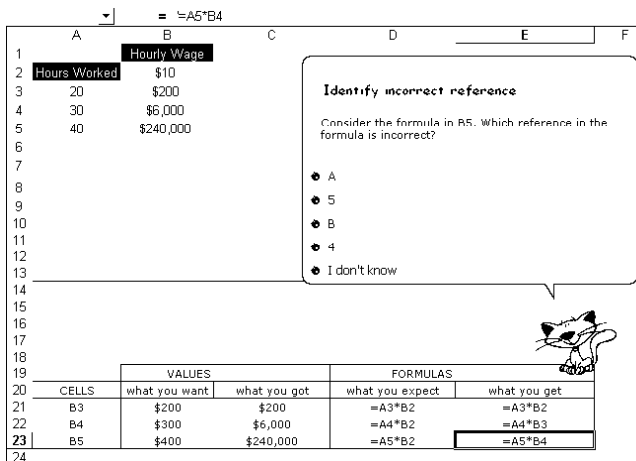 = '=A5*B4
A B C D E F
1 Hourly Wage
2 Hours Worked $10
3 20 $200
4 30 $6,000
5 40 $240,000
6
7
8
9
10
11
12
13
14
15
16
17
18
Identify incorrect reference
Consider the formula in B5. Which reference in the
formula is incorrect?
A
5
B
4
I don't know
19 VALUES FORMULAS
20 CELLS what you want what you got what you expect what you get
21 B3 $200 $200 =A3*B2 =A3*B2
22 B4 $300 $6,000 =A4*B2 =A4*B3
23 B5 $400 $240,000 =A5*B2 =A5*B4
24